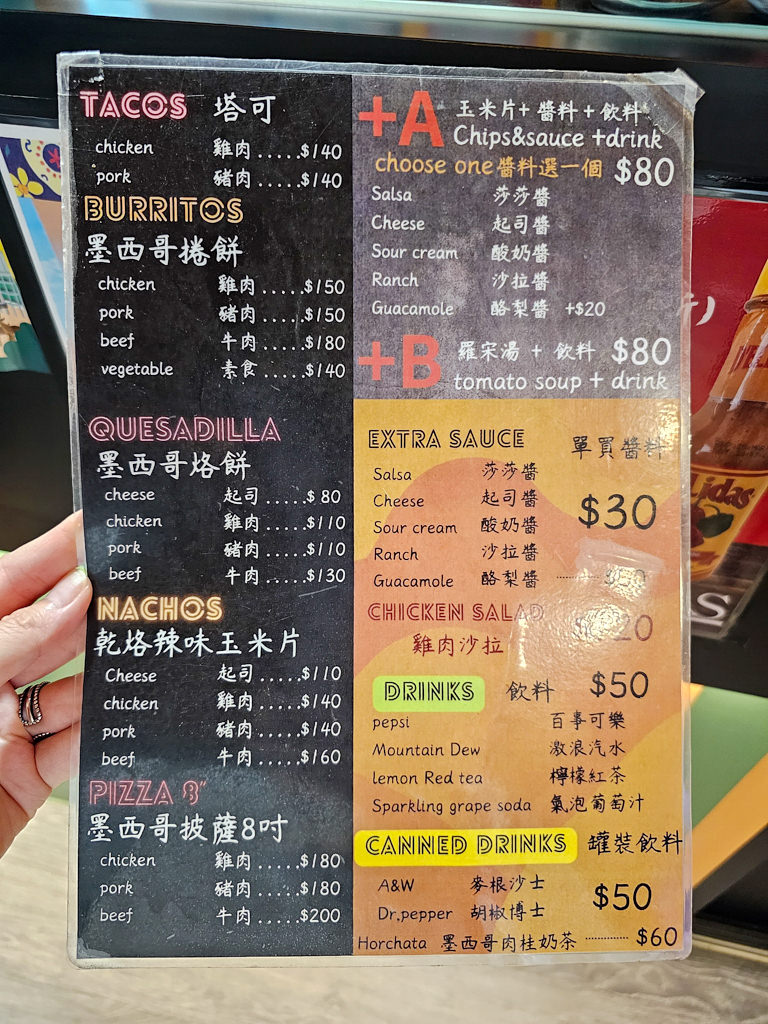 TACOS 塔可
chicken 雞肉.....$140
pork 豬肉.....$140
BURRITOS
墨西哥捲餅
chicken 雞肉.....$150
pork 豬肉.....$150
beef 牛肉.....$180
vegetable 素食.....$140
QUESADILLA
墨西哥烙餅
cheese 起司.....$80
chicken 雞肉.....$110
pork 豬肉.....$110
beef 牛肉.....$130
NACHOS
乾烙辣味玉米片
Cheese 起司.....$110
chicken 雞肉.....$140
pork 豬肉.....$140
beef 牛肉.....$160
PIZZA 8"
墨西哥披薩8吋
chicken 雞肉.....$180
pork 豬肉.....$180
beef 牛肉.....$200
+A 玉米片+醬料+飲料
Chips&sauce +drink
choose one醬料選一個 $80
Salsa 莎莎醬
Cheese 起司醬
Sour cream 酸奶醬
Ranch 沙拉醬
Guacamole 酪梨醬 +$20
+B 羅宋湯 + 飲料 $80
tomato soup + drink
EXTRA SAUCE 單買醬料
Salsa 莎莎醬
Cheese 起司醬
Sour cream 酸奶醬 $30
Ranch 沙拉醬
Guacamole 酪梨醬
CHICKEN SALAD
雞肉沙拉
DRINKS 飲料 $50
pepsi 百事可樂
Mountain Dew 激浪汽水
lemon Red tea 檸檬紅茶
Sparkling grape soda 氣泡葡萄汁
CANNED DRINKS 罐裝飲料
A&W 麥根沙士
Dr.pepper 胡椒博士 $50
Horchata 墨西哥肉桂奶茶 $60